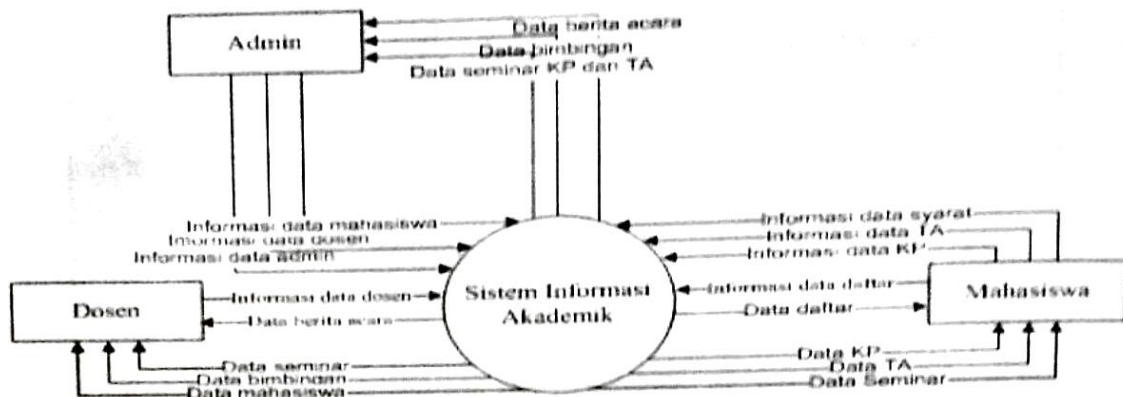 Data berita acara
Admin
Data bimbingan
Data seminar KP dan TA
Informasi data mahasiswa
Informasi data dosen
Informasi data admin
Informasi data syarat
Informasi data TA
Informasi data KP
Informasi data dosen
Data berita acara
Dosen
Sistem Informasi
Akademik
Informasi data daftar
Data daftar
Mahasiswa
Data seminar
Data bimbingan
Data mahasiswa
Data KP
Data TA
Data Seminar